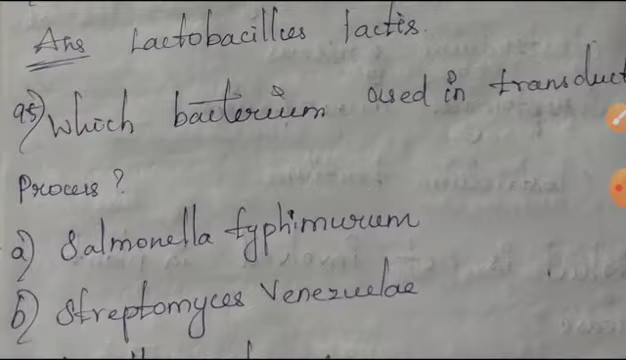 Ans Lactobacillus lactis.
95) Which bacterium used in transduct
Process?
a) Salmonella typhimurum
b) Streptomyces Venezuelae